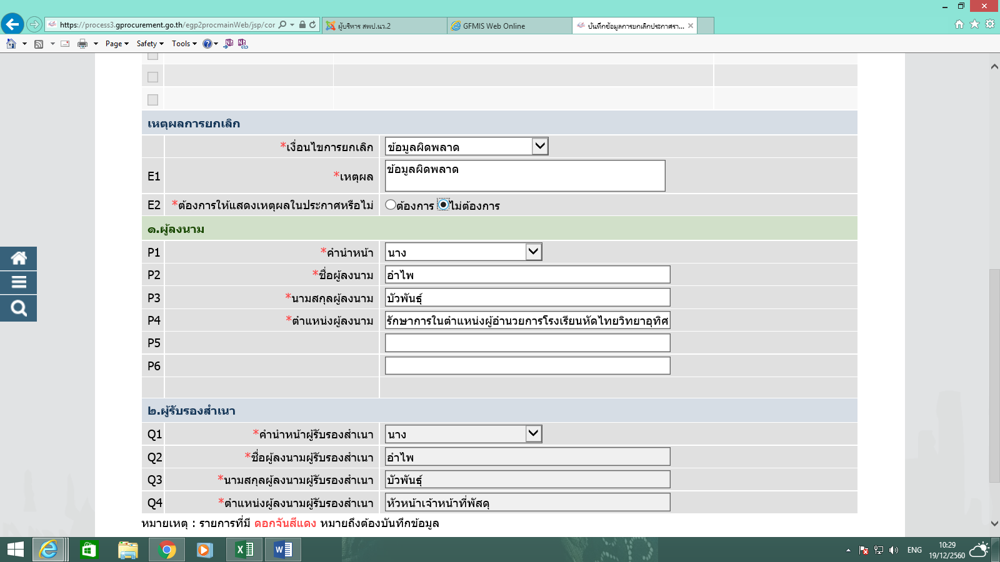 https://process3.gprocurement.go.th/egp2procmainWeb/jsp/cor
ผู้บริหาร สพป.นว.2
GFMIS Web Online
บันทึกข้อมูลการยกเลิกประกาศรา...
Page Safety Tools
เหตุผลการยกเลิก
*เงื่อนไขการยกเลิก ข้อมูลผิดพลาด
E1 *เหตุผล ข้อมูลผิดพลาด
E2 *ต้องการให้แสดงเหตุผลในประกาศหรือไม่ ต้องการ ไม่ต้องการ
๑.ผู้ลงนาม
P1 *คำนำหน้า นาง
P2 *ชื่อผู้ลงนาม อำไพ
P3 *นามสกุลผู้ลงนาม บัวพันธุ์
P4 *ตำแหน่งผู้ลงนาม รักษาการในตำแหน่งผู้อำนวยการโรงเรียนหัดไทยวิทยาอุทิศ
P5
P6
๒.ผู้รับรองสำเนา
Q1 *คำนำหน้าผู้รับรองสำเนา นาง
Q2 *ชื่อผู้ลงนามผู้รับรองสำเนา อำไพ
Q3 *นามสกุลผู้ลงนามผู้รับรองสำเนา บัวพันธุ์
Q4 *ตำแหน่งผู้ลงนามผู้รับรองสำเนา หัวหน้าเจ้าหน้าที่พัสดุ
หมายเหตุ : รายการที่มี ดอกจันสีแดง หมายถึงต้องบันทึกข้อมูล
ENG
10:29
19/12/2560